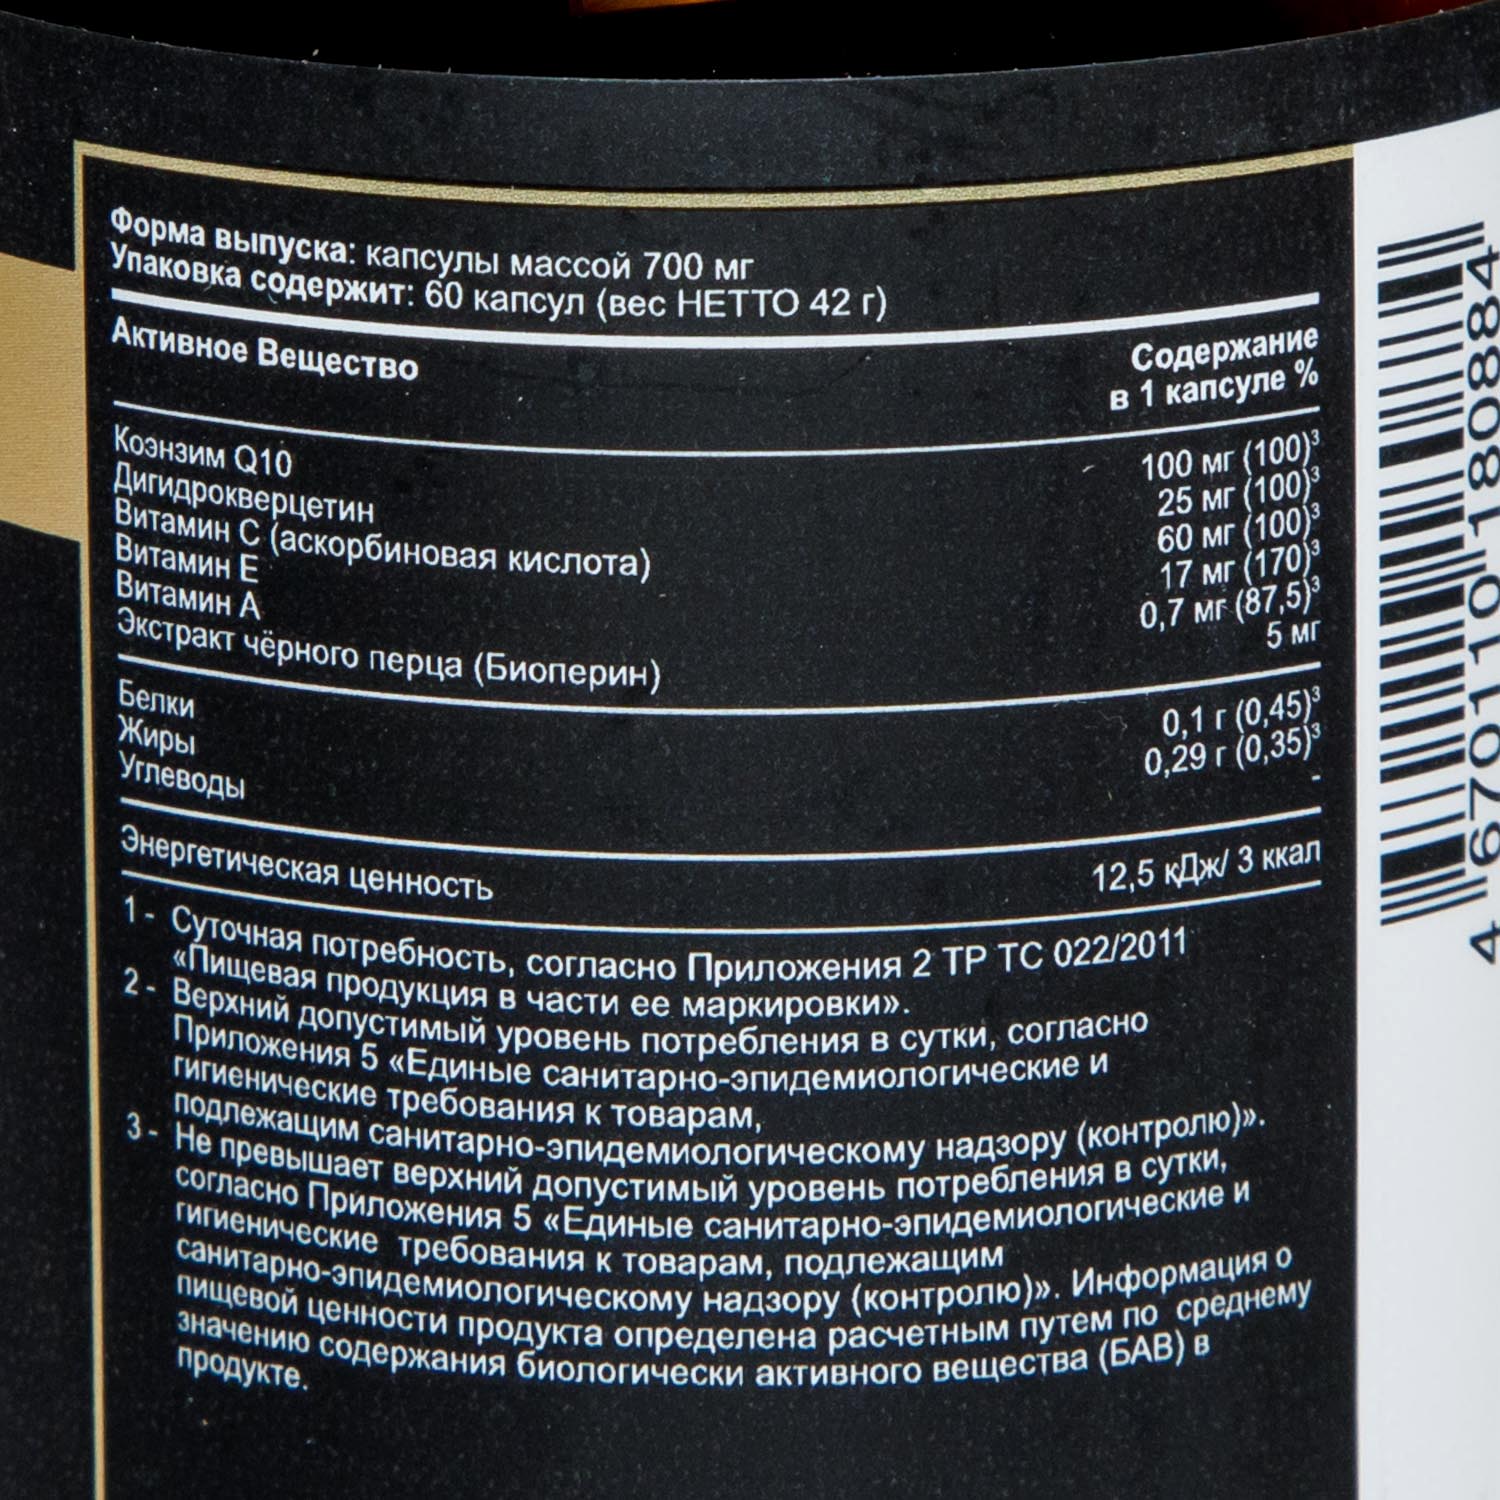 Форма выпуска: капсулы массой 700 мг
Упаковка содержит: 60 капсул (вес НЕТТО 42 г)
Активное Вещество
Содержание
в 1 капсуле %
Коэнзим Q10 100 мг (100)³
Дигидрокверцетин 25 мг (100)³
Витамин С (аскорбиновая кислота) 60 мг (100)³
Витамин Е 17 мг (170)³
Витамин А 0,7 мг (87,5)³
Экстракт чёрного перца (Биоперин) 5 мг
Белки 0,1 г (0,45)³
Жиры 0,29 г (0,35)³
Углеводы -
Энергетическая ценность 12,5 кДж/ 3 ккал
1 - Суточная потребность, согласно Приложения 2 ТР ТС 022/2011
«Пищевая продукция в части ее маркировки».
2 - Верхний допустимый уровень потребления в сутки, согласно
Приложения 5 «Единые санитарно-эпидемиологические и
гигиенические требования к товарам,
подлежащим санитарно-эпидемиологическому надзору (контролю)».
3 - Не превышает верхний допустимый уровень потребления в сутки,
согласно Приложения 5 «Единые санитарно-эпидемиологические и
гигиенические требования к товарам, подлежащим
санитарно-эпидемиологическому надзору (контролю)». Информация о
пищевой ценности продукта определена расчетным путем по среднему
значению содержания биологически активного вещества (БАВ) в
продукте.
4 670110 180884